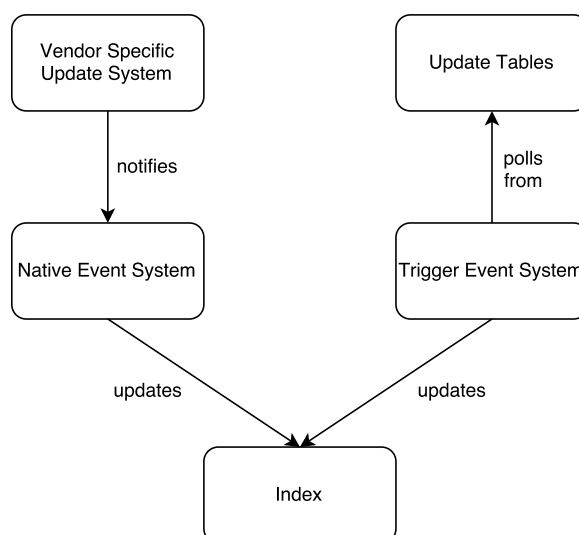 Vendor Specific
Update System
Update Tables
notifies
polls
from
Native Event System
Trigger Event System
updates
updates
Index